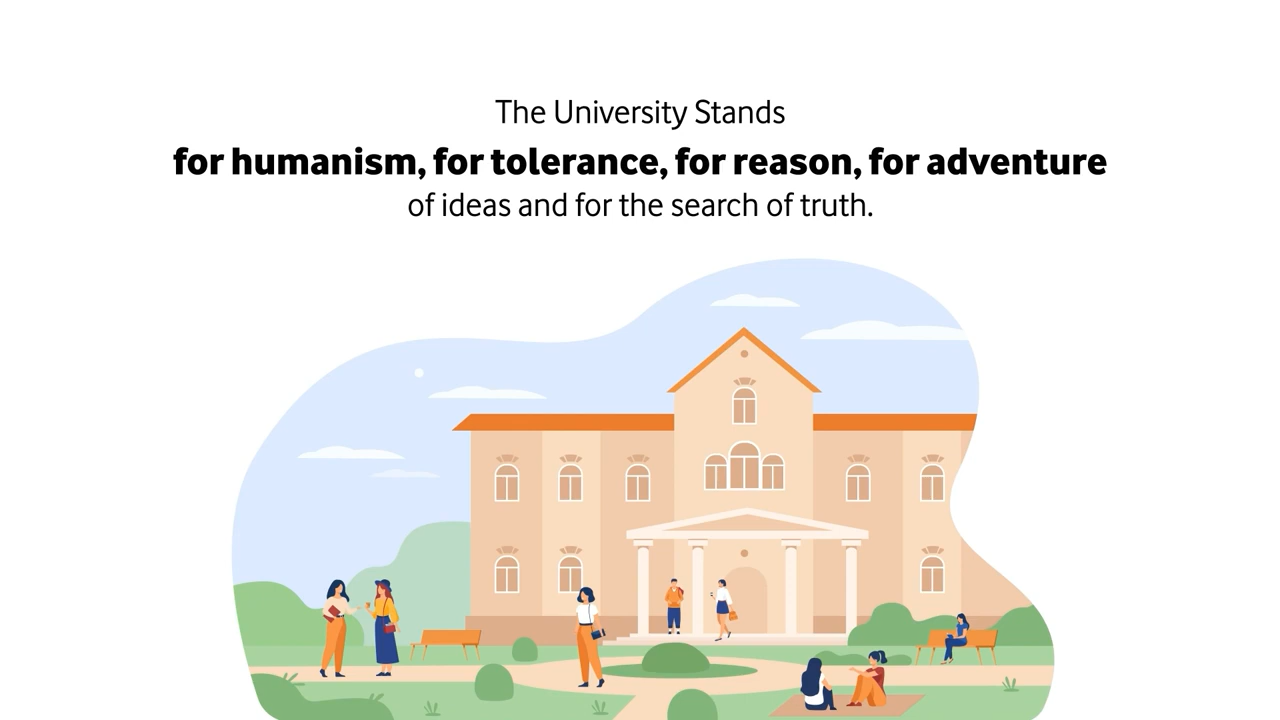 The University Stands
for humanism, for tolerance, for reason, for adventure
of ideas and for the search of truth.